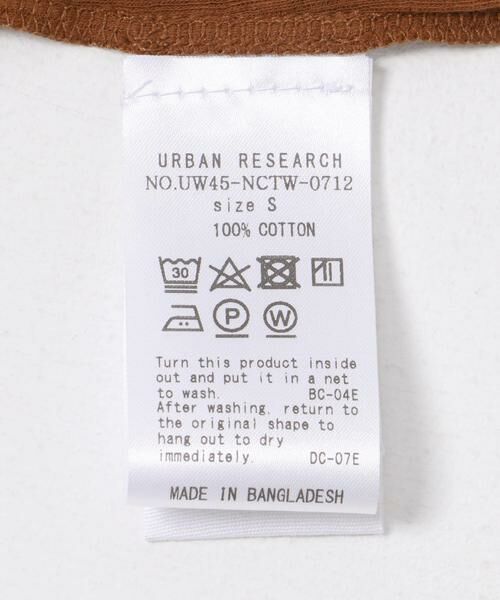 URBAN RESEARCH
NO.UW45-NCTW-0712
size S
100% COTTON
30
P W
Turn this product inside
out and put it in a net
to wash. BC-04E
After washing, return to
the original shape to
hang out to dry
immediately. DC-07E
MADE IN BANGLADESH